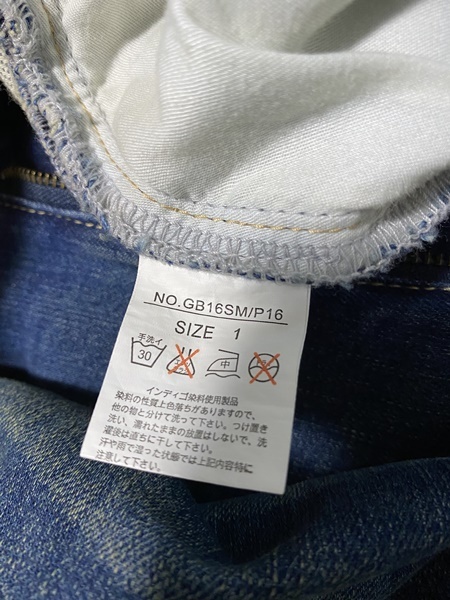 NO.GB16SM/P16
SIZE 1
手洗イ
30 中
インディゴ染料使用製品
染料の性質上色落ちがありますので、
他の物と分けて洗って下さい。つけ置き
洗い、濡れたままの放置はしないで、洗
濯後は直ちに干して下さい。
汗や雨で湿った状態では上記内容特に
に注意して下さい。